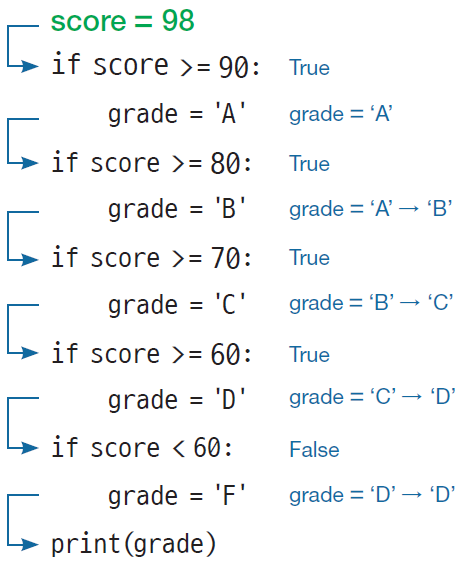 score = 98
if score >= 90: True
grade = 'A' grade = ‘A’
if score >= 80: True
grade = 'B' grade = ‘A’ → ‘B’
if score >= 70: True
grade = 'C' grade = ‘B’ → ‘C’
if score >= 60: True
grade = 'D' grade = ‘C’ → ‘D’
if score < 60: False
grade = 'F' grade = ‘D’ → ‘D’
print(grade)